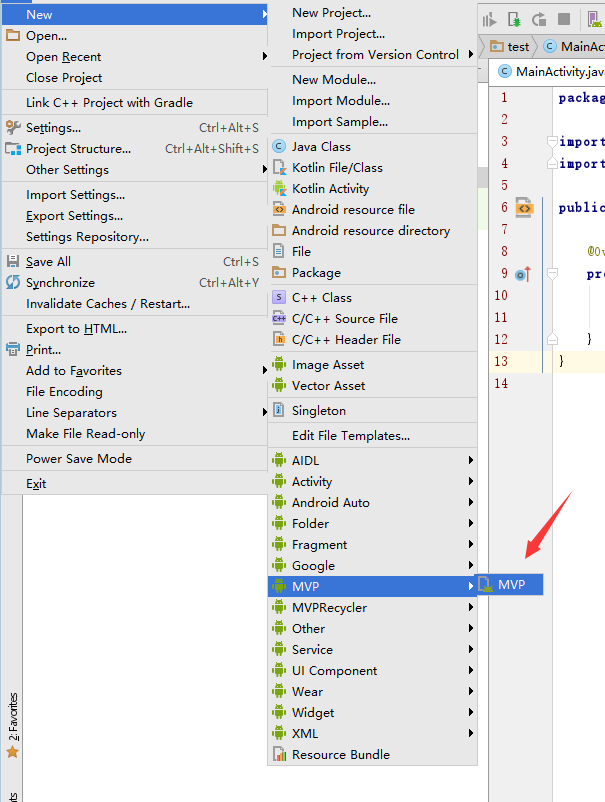 New
Open...
Open Recent
Close Project
Link C++ Project with Gradle
Settings... Ctrl+Alt+S
Project Structure... Ctrl+Alt+Shift+S
Other Settings
Import Settings...
Export Settings...
Settings Repository...
Save All Ctrl+S
Synchronize Ctrl+Alt+Y
Invalidate Caches / Restart...
Export to HTML...
Print...
Add to Favorites
File Encoding
Line Separators
Make File Read-only
Power Save Mode
Exit
New Project...
Import Project...
Project from Version Control
New Module...
Import Module...
Import Sample...
Java Class
Kotlin File/Class
Kotlin Activity
Android resource file
Android resource directory
File
Package
C++ Class
C/C++ Source File
C/C++ Header File
Image Asset
Vector Asset
Singleton
Edit File Templates...
AIDL
Activity
Android Auto
Folder
Fragment
Google
MVP
MVPRecycler
Other
Service
UI Component
Wear
Widget
XML
Resource Bundle
MVP
test MainAc
MainActivity.java
1 packag
2
3 import
4 import
5
6 public
7
8 @Ov
9 pro
10
11
12 }
13 }
14
2: Favorites